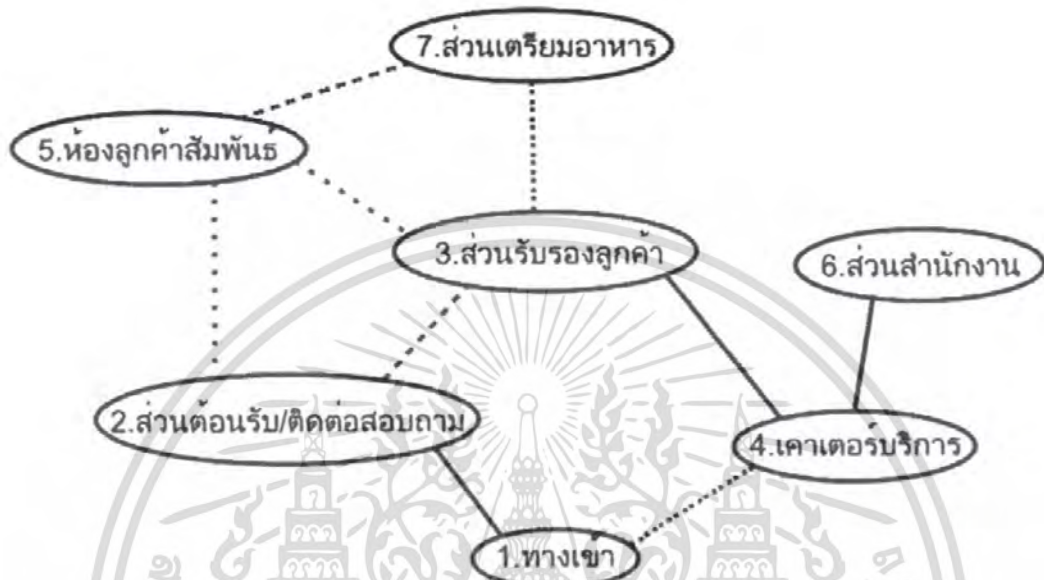 7.ส่วนเตรียมอาหาร
5.ห้องลูกค้าสัมพันธ์
3.ส่วนรับรองลูกค้า
6.ส่วนสำนักงาน
2.ส่วนต้อนรับ/ติดต่อสอบถาม
4.เคาเตอร์บริการ
1.ทางเข้า